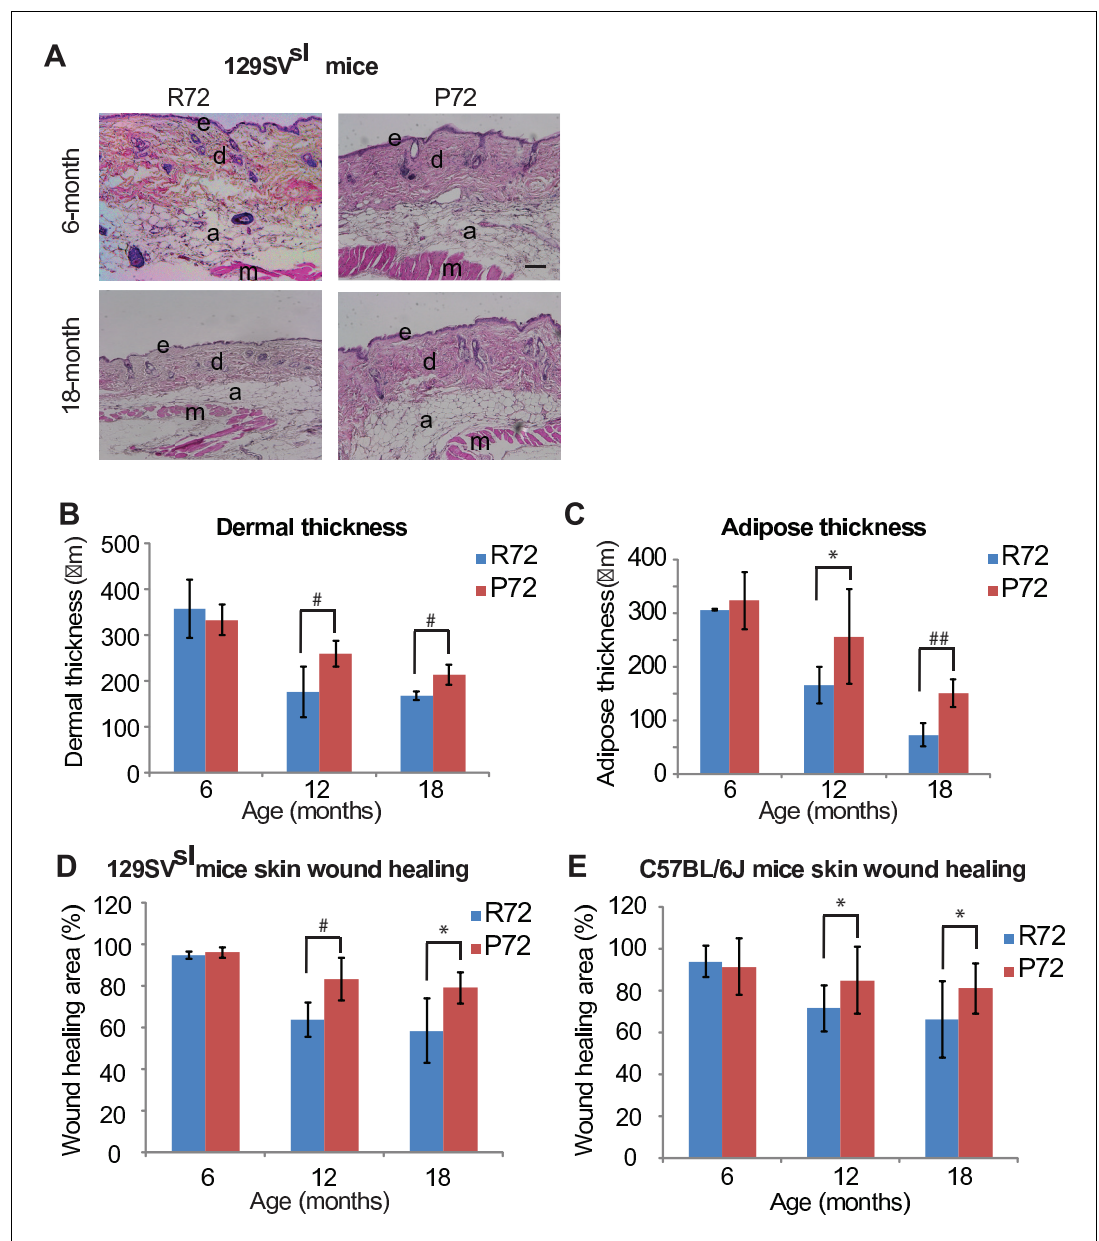 A
129SVsl mice
R72 P72
6-month
e
d
a
m
e
d
a
m
18-month
e
d
a
m
e
d
a
m
B
Dermal thickness
Dermal thickness (□m)
500
400
300
200
100
0
# #
R72
P72
6 12 18
Age (months)
C
Adipose thickness
Adipose thickness(□m)
400
300
200
100
0
* ##
R72
P72
6 12 18
Age (months)
D
129SVsl mice skin wound healing
Wound healing area (%)
120
100
80
60
40
20
0
# *
R72
P72
6 12 18
Age (months)
E
C57BL/6J mice skin wound healing
Wound healing area (%)
120
100
80
60
40
20
0
* *
R72
P72
6 12 18
Age (months)